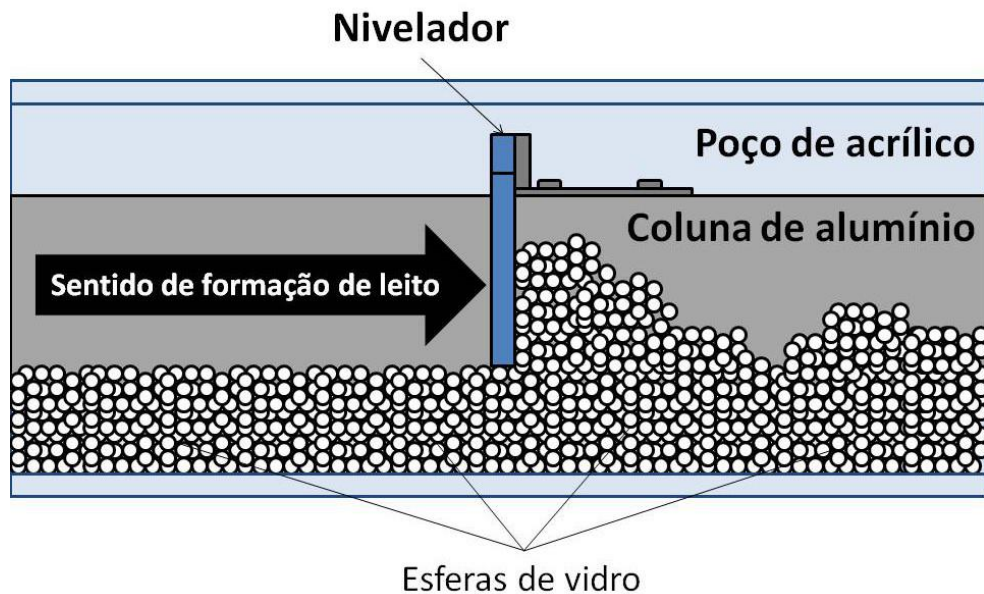 Nivelador
Poço de acrílico
Coluna de alumínio
Sentido de formação de leito
Esferas de vidro